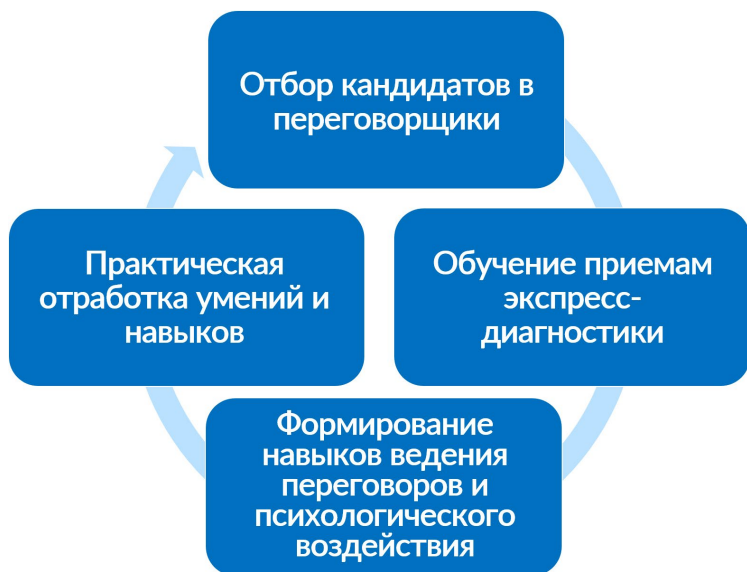 Отбор кандидатов в
переговорщики
Обучение приемам
экспресс-
диагностики
Формирование
навыков ведения
переговоров и
психологического
воздействия
Практическая
отработка умений и
навыков